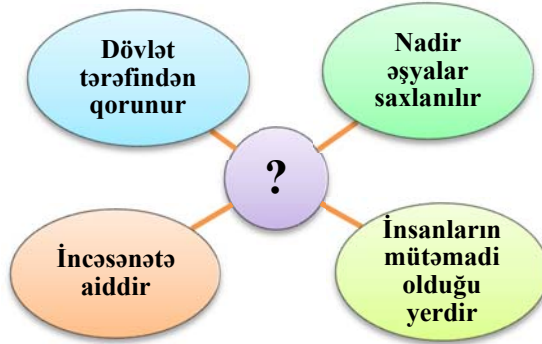 Dövlət
tərəfindən
qorunur
Nadir
əşyalar
saxlanılır
?
İncəsənətə
aiddir
İnsanların
mütəmadi
olduğu
yerdir